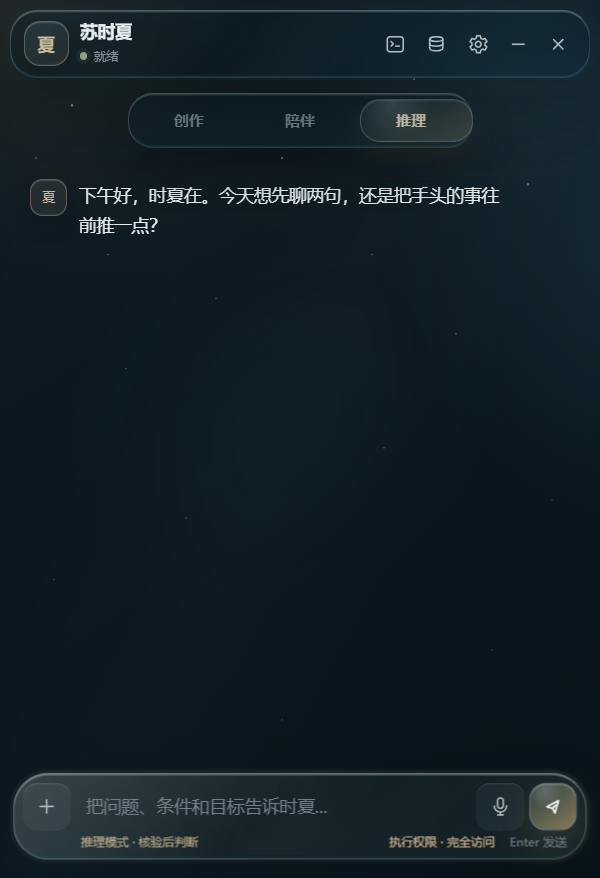 夏
苏时夏
就绪
创作 陪伴 推理
夏
下午好，时夏在。今天想先聊两句，还是把手头的事往
前推一点？
把问题、条件和目标告诉时夏...
推理模式 · 核验后判断 执行权限 · 完全访问 Enter 发送